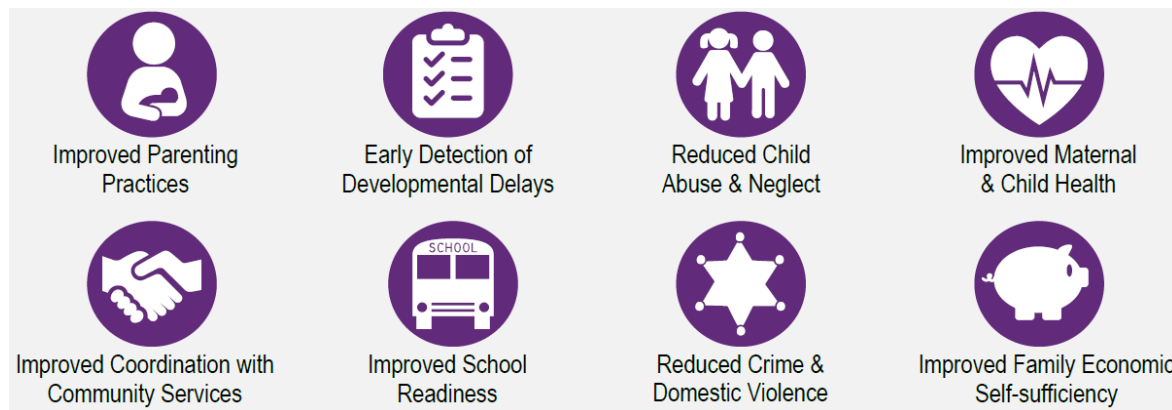 Improved Parenting
Practices
Early Detection of
Developmental Delays
Reduced Child
Abuse & Neglect
Improved Maternal
& Child Health
SCHOOL
Improved Coordination with
Community Services
Improved School
Readiness
Reduced Crime &
Domestic Violence
Improved Family Economic
Self-sufficiency